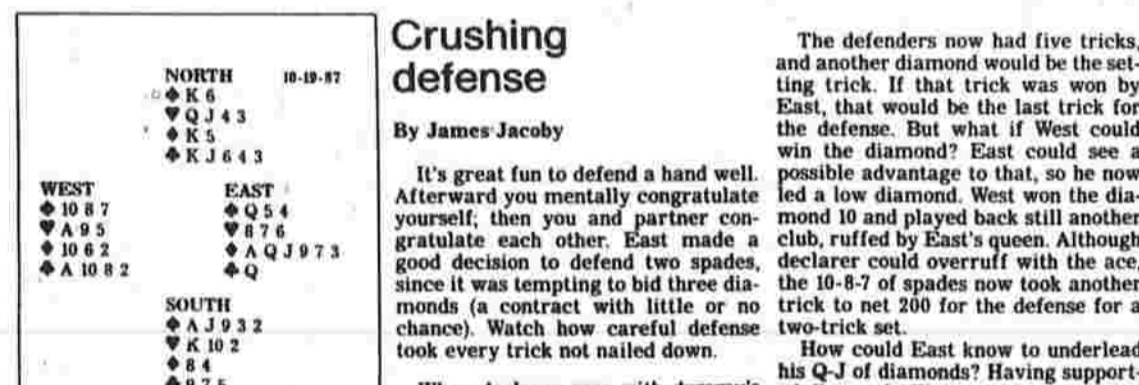 NORTH 10-19-87
♠ K 6
♥ Q J 4 3
♦ K 5
♣ K J 6 4 3
WEST EAST
♠ 10 8 7 ♠ Q 5 4
♥ A 9 5 ♥ 8 7 6
♦ 10 6 2 ♦ A Q J 9 7 3
♣ A 10 8 2 ♣ Q
SOUTH
♠ A J 9 3 2
♥ K 10 2
♦ 8 4
♣ 9 7 5
Crushing
defense
By James Jacoby
It's great fun to defend a hand well.
Afterward you mentally congratulate
yourself; then you and partner con-
gratulate each other. East made a
good decision to defend two spades,
since it was tempting to bid three dia-
monds (a contract with little or no
chance). Watch how careful defense
took every trick not nailed down.
The defenders now had five tricks,
and another diamond would be the set-
ting trick. If that trick was won by
East, that would be the last trick for
the defense. But what if West could
win the diamond? East could see a
possible advantage to that, so he now
led a low diamond. West won the dia-
mond 10 and played back still another
club, ruffed by East's queen. Although
declarer could overruff with the ace,
the 10-8-7 of spades now took another
trick to net 200 for the defense for a
two-trick set.
How could East know to underlead
his Q-J of diamonds? Having support-